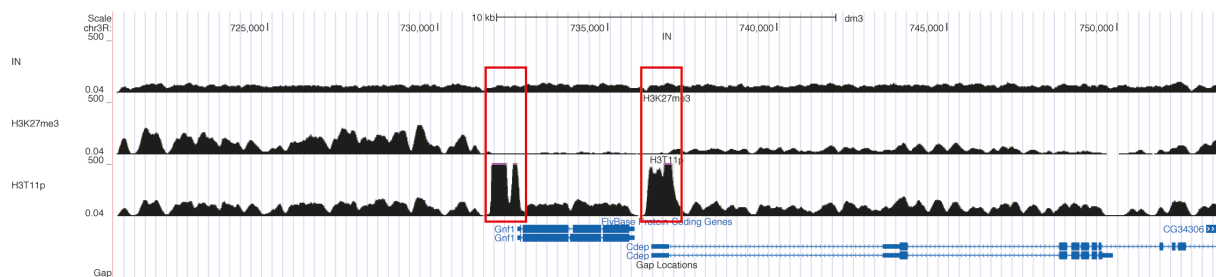 Scale 10 kb dm3
chr3R: 725,000 730,000 735,000 740,000 745,000 750,000
500 IN
IN
0.04
500 H3K27me3
H3K27me3
0.04
500 H3T11p
H3T11p
0.04
FlyBase Protein-Coding Genes
Gnf1 CG34306
Gnf1
Cdep
Cdep
Gap Locations
Gap